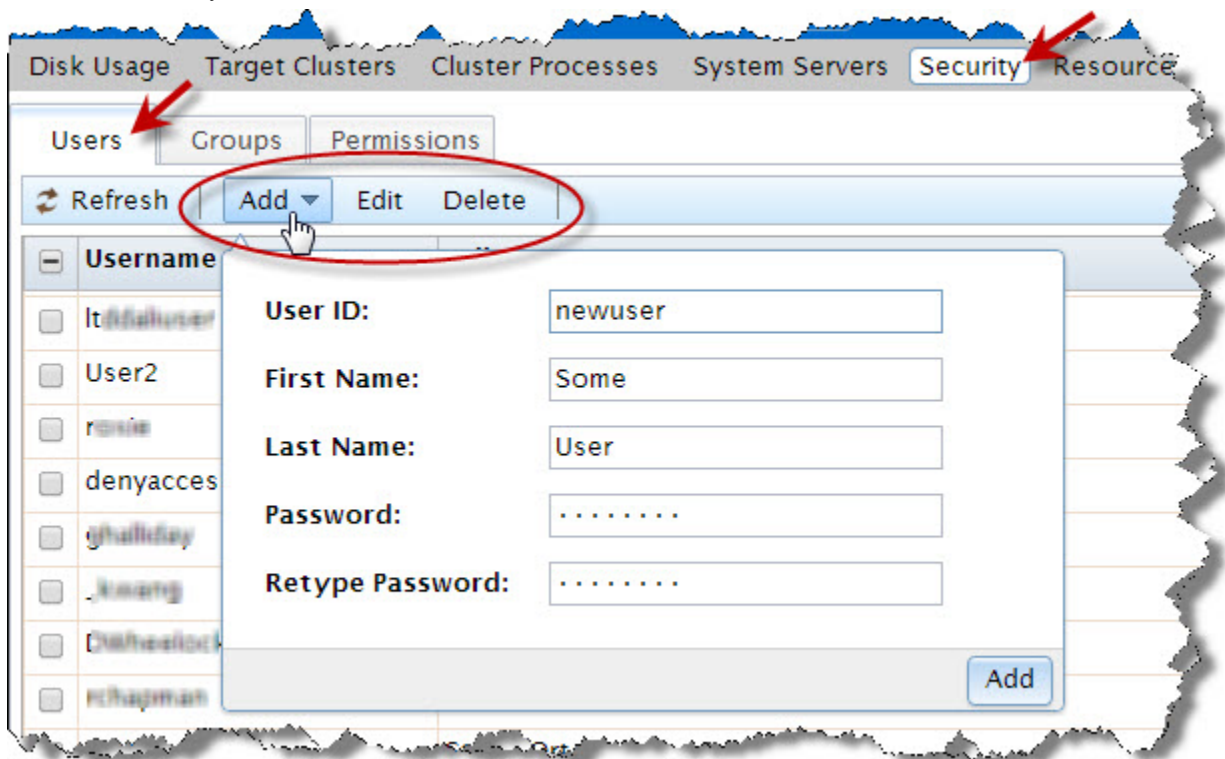 Disk Usage Target Clusters Cluster Processes System Servers Security Resource
Users Groups Permissions
Refresh Add Edit Delete
Username
User ID: newuser
User2
First Name: Some
Last Name: User
denyacces
Password: ········
Retype Password: ········
Add